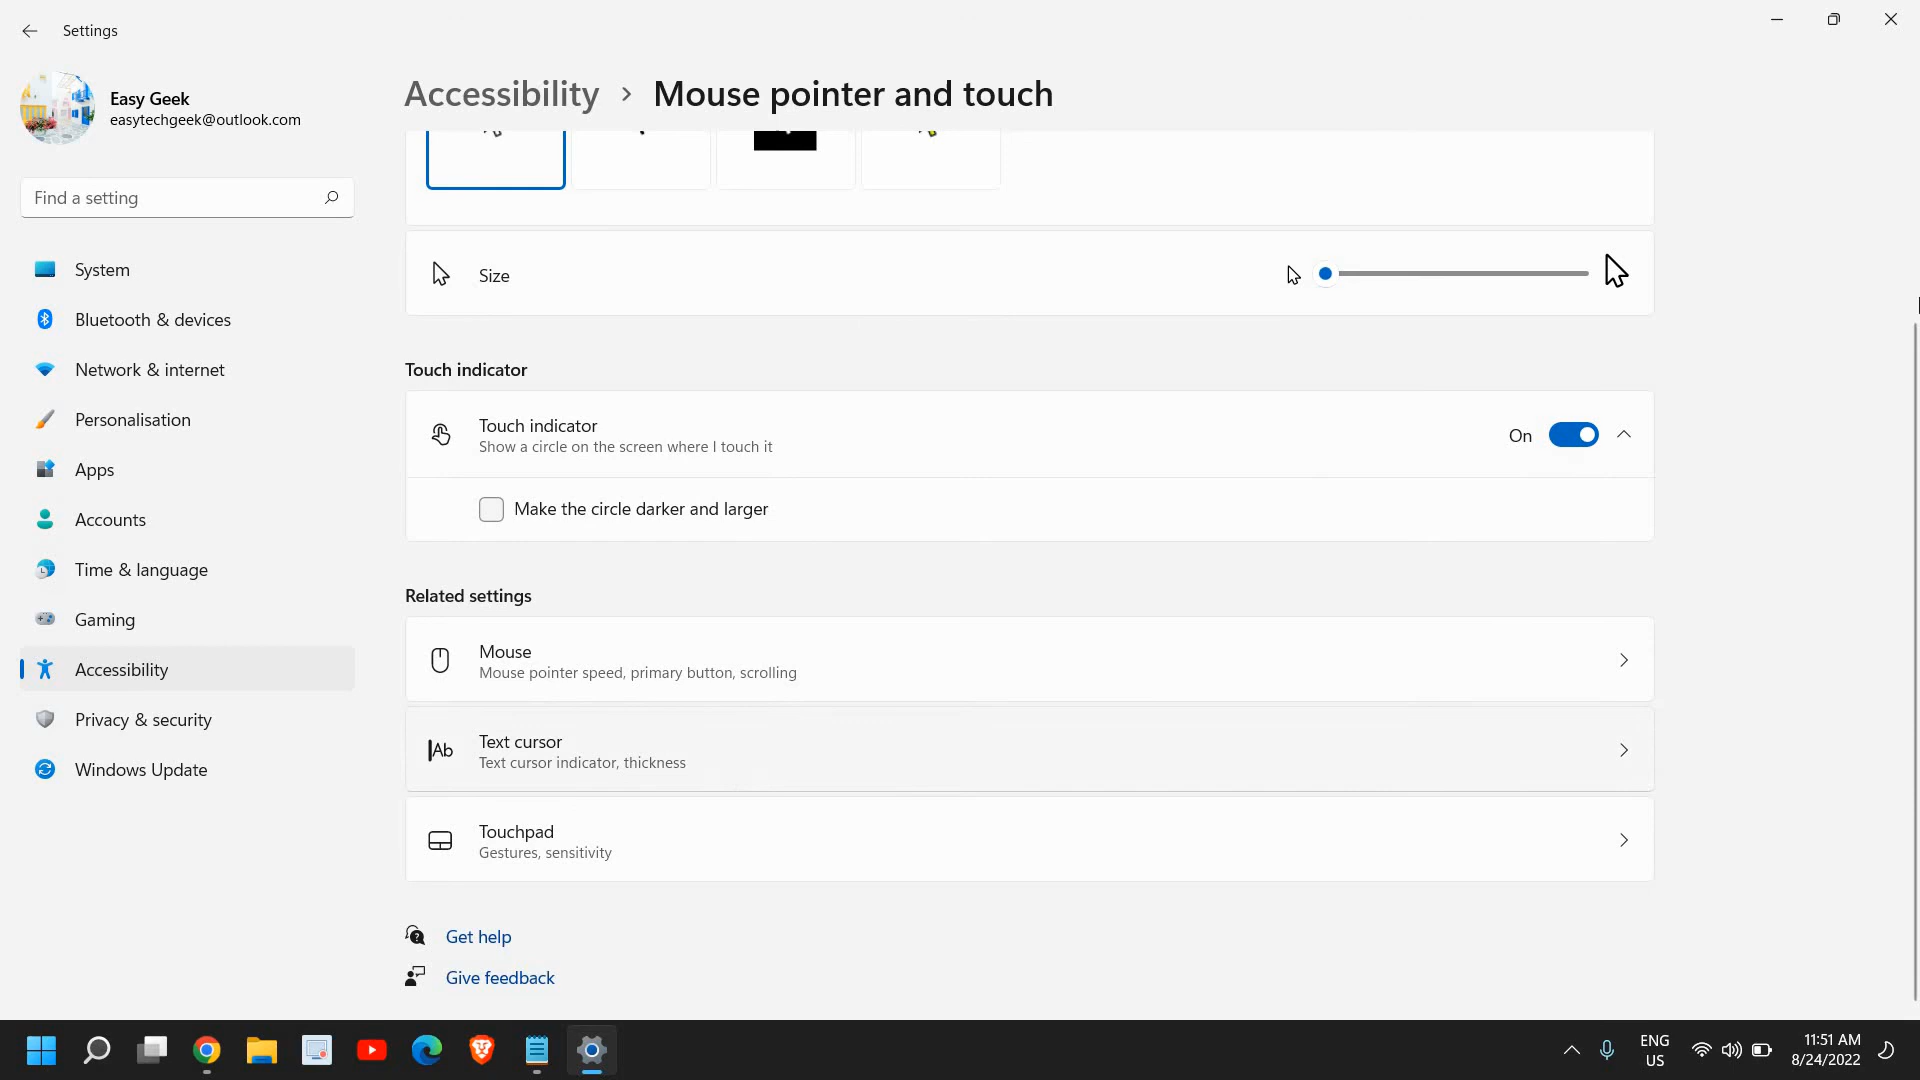 Settings
Easy Geek
easytechgeek@outlook.com
Find a setting
System
Bluetooth & devices
Network & internet
Personalisation
Apps
Accounts
Time & language
Gaming
Accessibility
Privacy & security
Windows Update
Accessibility > Mouse pointer and touch
Size
Touch indicator
Touch indicator
Show a circle on the screen where I touch it
On
Make the circle darker and larger
Related settings
Mouse
Mouse pointer speed, primary button, scrolling
Ab
Text cursor
Text cursor indicator, thickness
Touchpad
Gestures, sensitivity
Get help
Give feedback
ENG
US
11:51 AM
8/24/2022